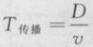 T传播 = D/v